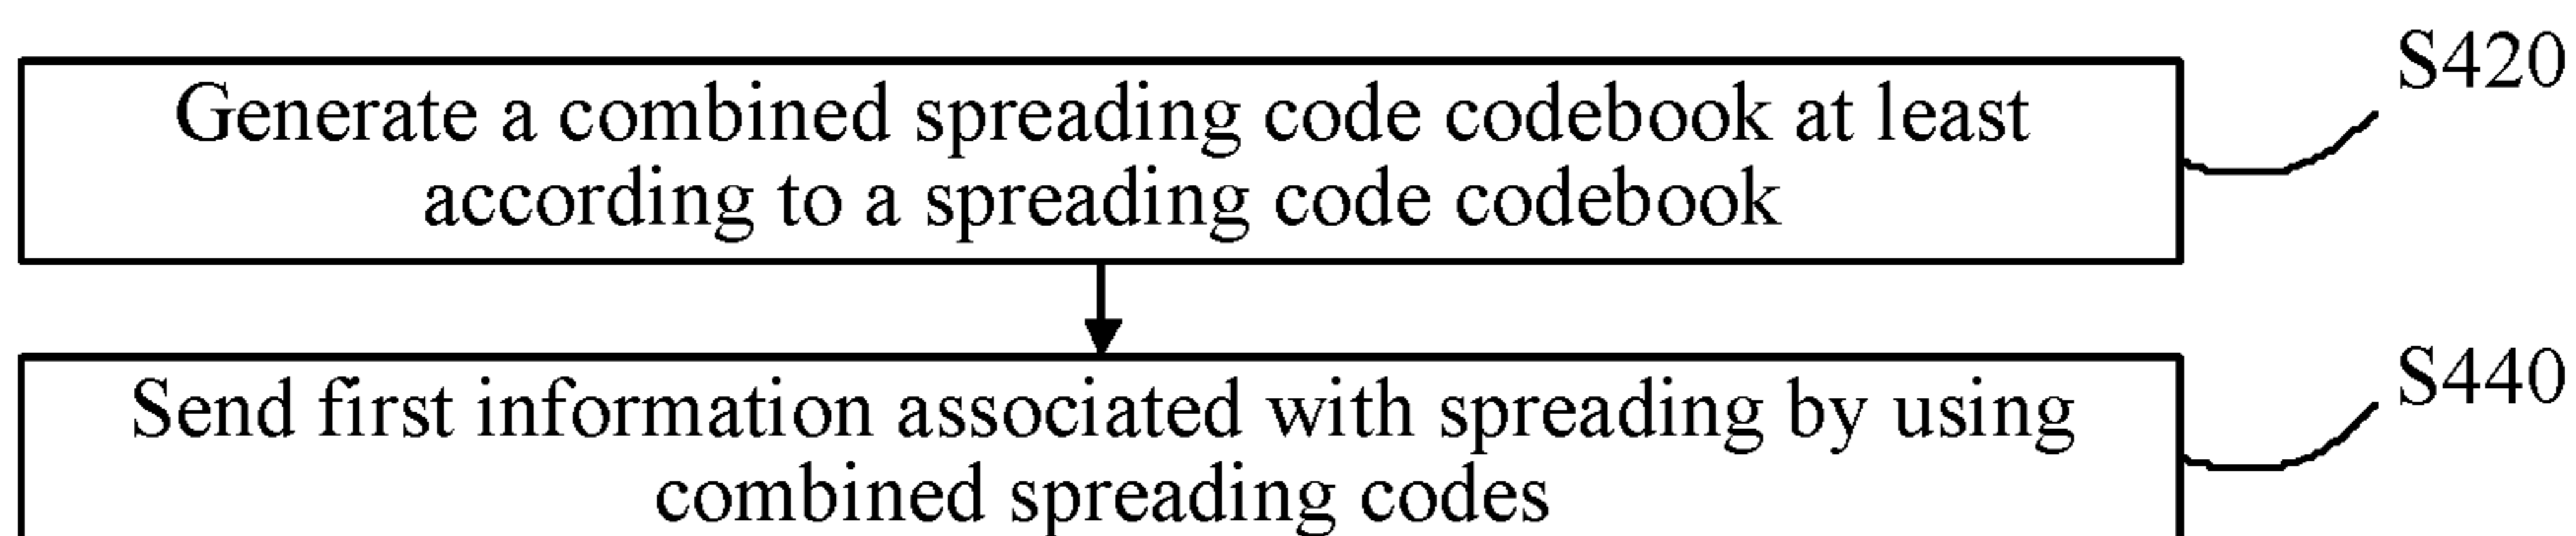 S420
Generate a combined spreading code codebook at least
according to a spreading code codebook
S440
Send first information associated with spreading by using
combined spreading codes